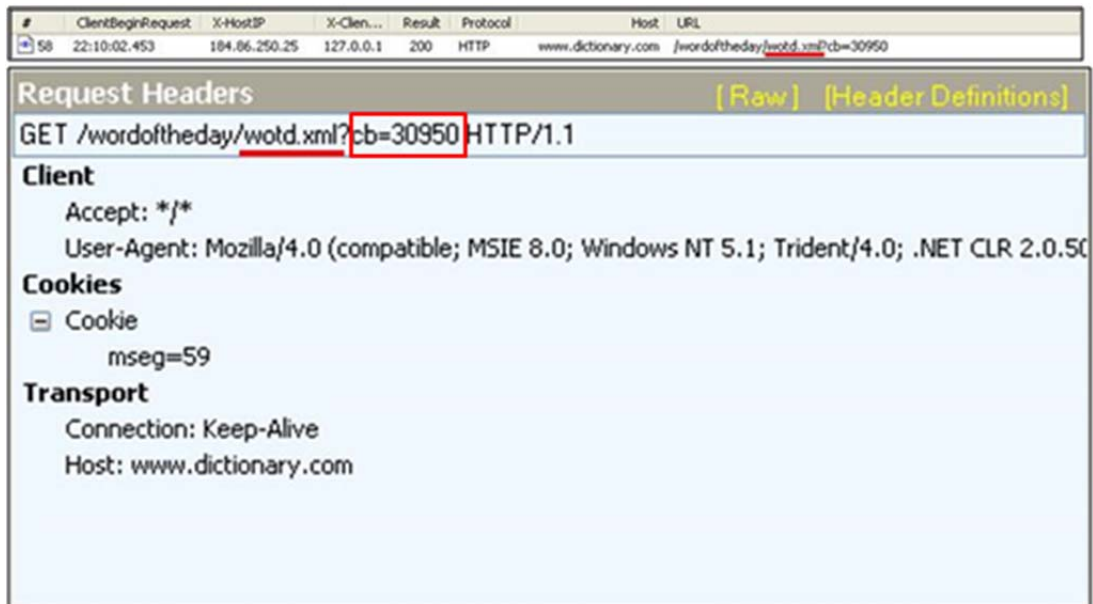 # ClientBeginRequest X-HostIP X-Clien... Result Protocol Host URL
58 22:10:02.453 184.86.250.25 127.0.0.1 200 HTTP www.dictionary.com /wordoftheday/wotd.xml?cb=30950
Request Headers [Raw] [Header Definitions]
GET /wordoftheday/wotd.xml?cb=30950 HTTP/1.1
Client
Accept: */*
User-Agent: Mozilla/4.0 (compatible; MSIE 8.0; Windows NT 5.1; Trident/4.0; .NET CLR 2.0.50
Cookies
Cookie
mseg=59
Transport
Connection: Keep-Alive
Host: www.dictionary.com